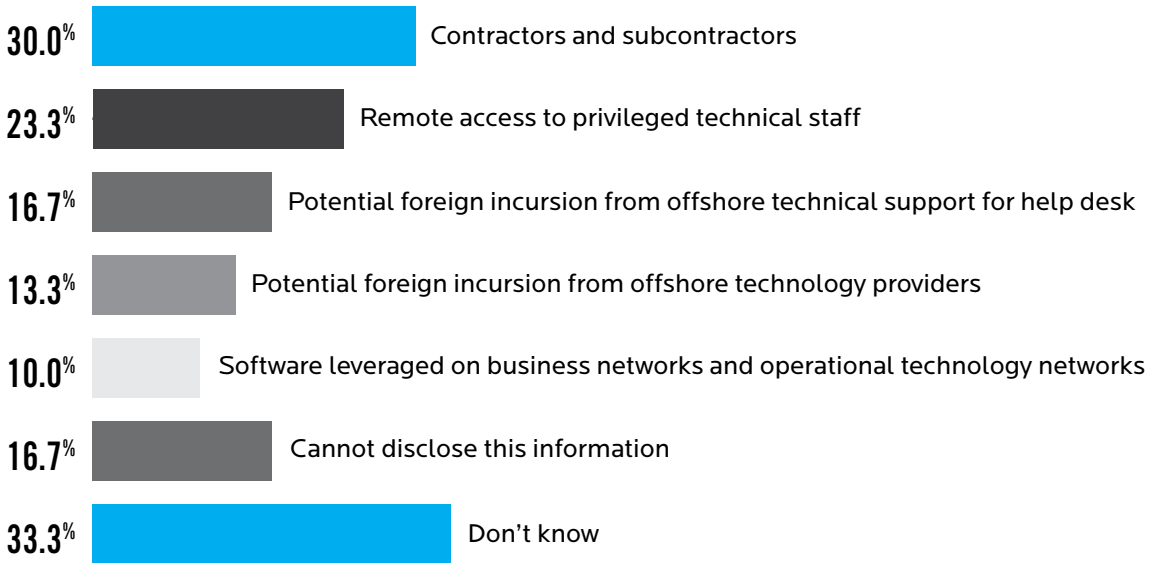 30.0% Contractors and subcontractors
23.3% Remote access to privileged technical staff
16.7% Potential foreign incursion from offshore technical support for help desk
13.3% Potential foreign incursion from offshore technology providers
10.0% Software leveraged on business networks and operational technology networks
16.7% Cannot disclose this information
33.3% Don’t know